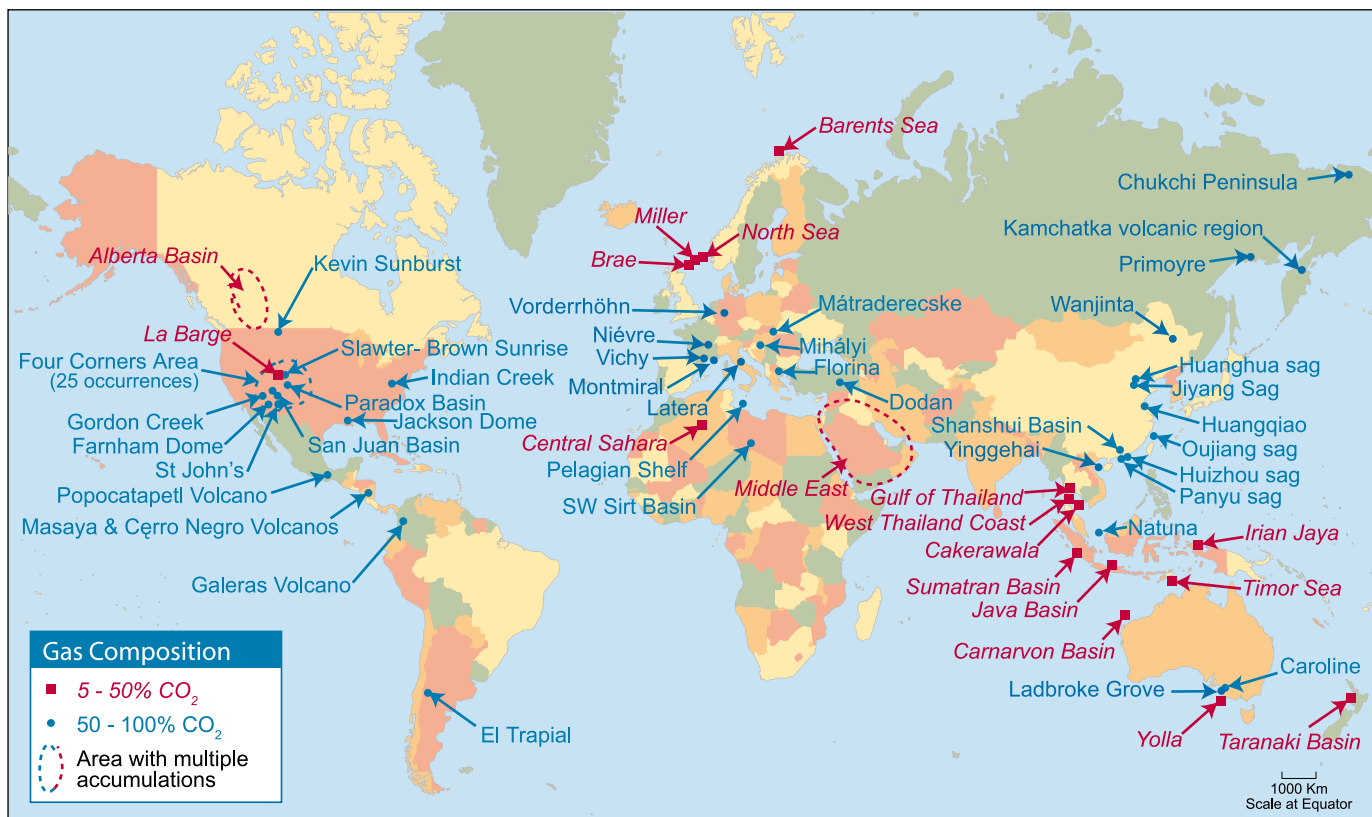 Barents Sea
Chukchi Peninsula
Miller
North Sea
Kamchatka volcanic region
Alberta Basin
Kevin Sunburst
Brae
Primoyre
Vorderrhöhn
Mátraderecske
Wanjinta
La Barge
Niévre
Slawter- Brown Sunrise
Mihályi
Four Corners Area
(25 occurrences)
Vichy
Florina
Huanghua sag
Indian Creek
Montmiral
Jiyang Sag
Paradox Basin
Latera
Dodan
Gordon Creek
Jackson Dome
Huangqiao
Farnham Dome
San Juan Basin
Central Sahara
Shanshui Basin
Oujiang sag
St John's
Pelagian Shelf
Yinggehai
Huizhou sag
Popocatapetl Volcano
Middle East
Gulf of Thailand
Panyu sag
SW Sirt Basin
West Thailand Coast
Masaya & Cęrro Negro Volcanos
Natuna
Irian Jaya
Cakerawala
Galeras Volcano
Sumatran Basin
Timor Sea
Java Basin
Carnarvon Basin
Gas Composition
5 - 50% CO2
50 - 100% CO2
Area with multiple
accumulations
Caroline
Ladbroke Grove
El Trapial
Yolla
Taranaki Basin
1000 Km
Scale at Equator